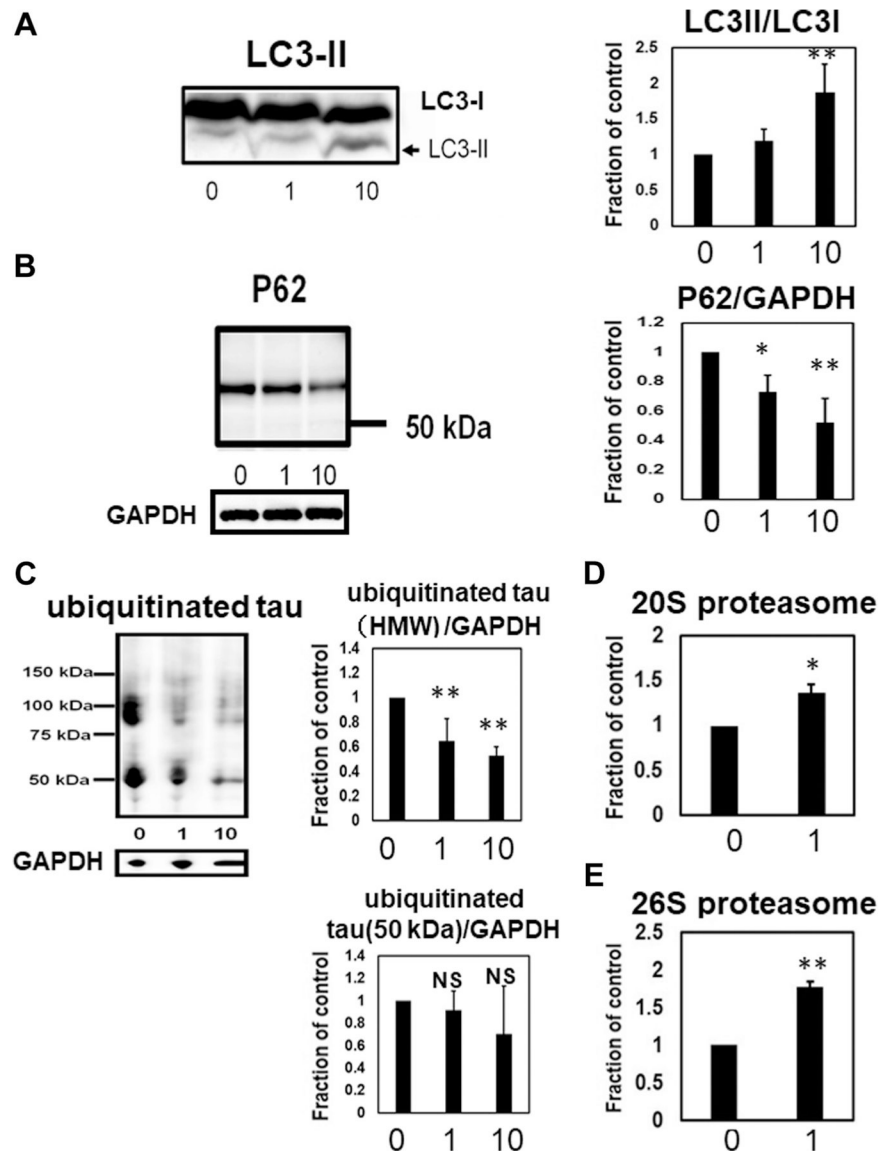 A
LC3-II
LC3-I
LC3-II
0 1 10
LC3II/LC3I
Fraction of control
2.5
2
1.5
1
0.5
0
**
0 1 10
B
P62
50 kDa
0 1 10
GAPDH
P62/GAPDH
Fraction of control
1.2
1
0.8
0.6
0.4
0.2
0
*
**
0 1 10
C
ubiquitinated tau
150 kDa
100 kDa
75 kDa
50 kDa
0 1 10
GAPDH
ubiquitinated tau
(HMW)/GAPDH
Fraction of control
1.4
1.2
1
0.8
0.6
0.4
0.2
0
**
**
0 1 10
ubiquitinated
tau(50 kDa)/GAPDH
Fraction of control
1.4
1.2
1
0.8
0.6
0.4
0.2
0
NS
NS
0 1 10
D
20S proteasome
Fraction of control
2
1.5
1
0.5
0
*
0 1
E
26S proteasome
Fraction of control
2.5
2
1.5
1
0.5
0
**
0 1